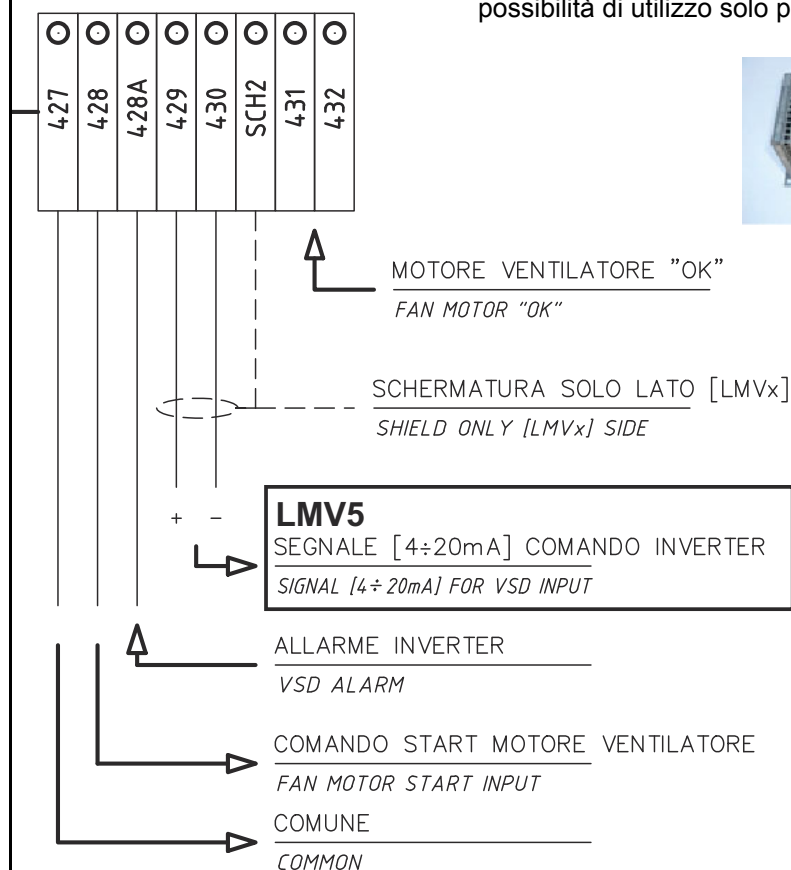 possibilità di utilizzo solo p
427 428 428A 429 430 SCH2 431 432
MOTORE VENTILATORE "OK"
FAN MOTOR "OK"
SCHERMATURA SOLO LATO [LMVx]
SHIELD ONLY [LMVx] SIDE
+ -
LMV5
SEGNALE [4÷20mA] COMANDO INVERTER
SIGNAL [4÷20mA] FOR VSD INPUT
ALLARME INVERTER
VSD ALARM
COMANDO START MOTORE VENTILATORE
FAN MOTOR START INPUT
COMUNE
COMMON